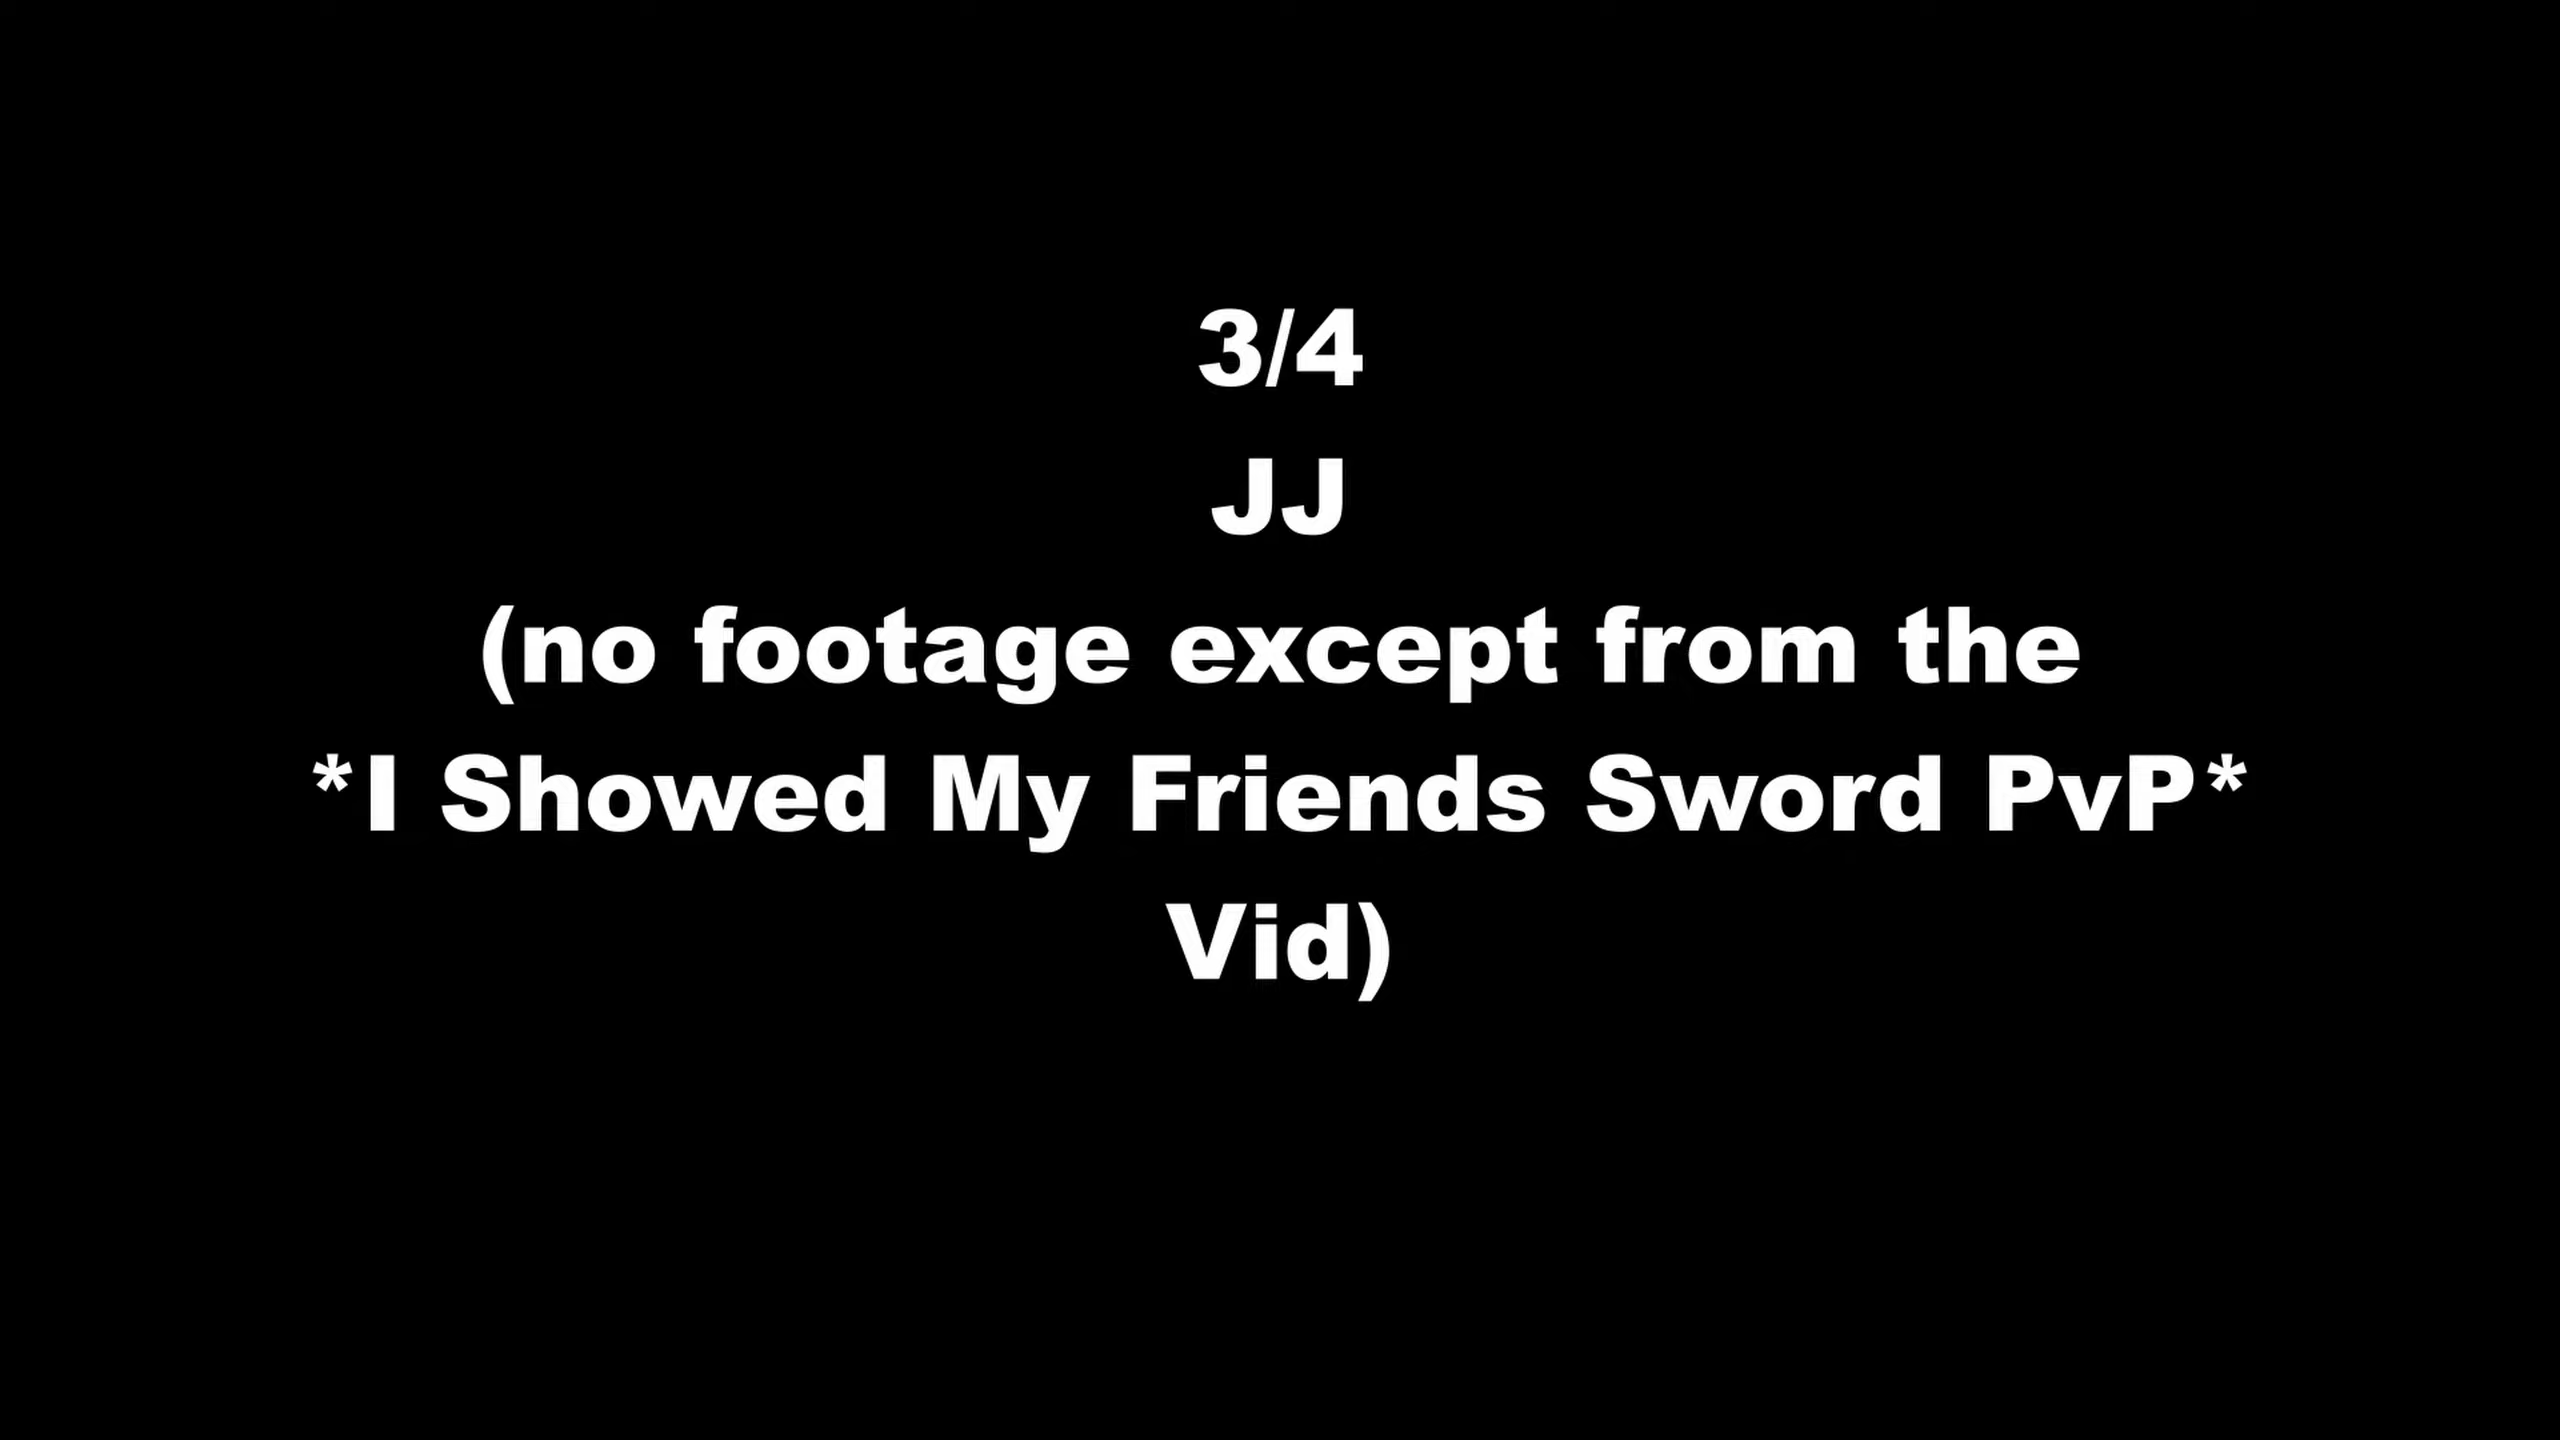 3/4
JJ
(no footage except from the
*I Showed My Friends Sword PvP*
Vid)